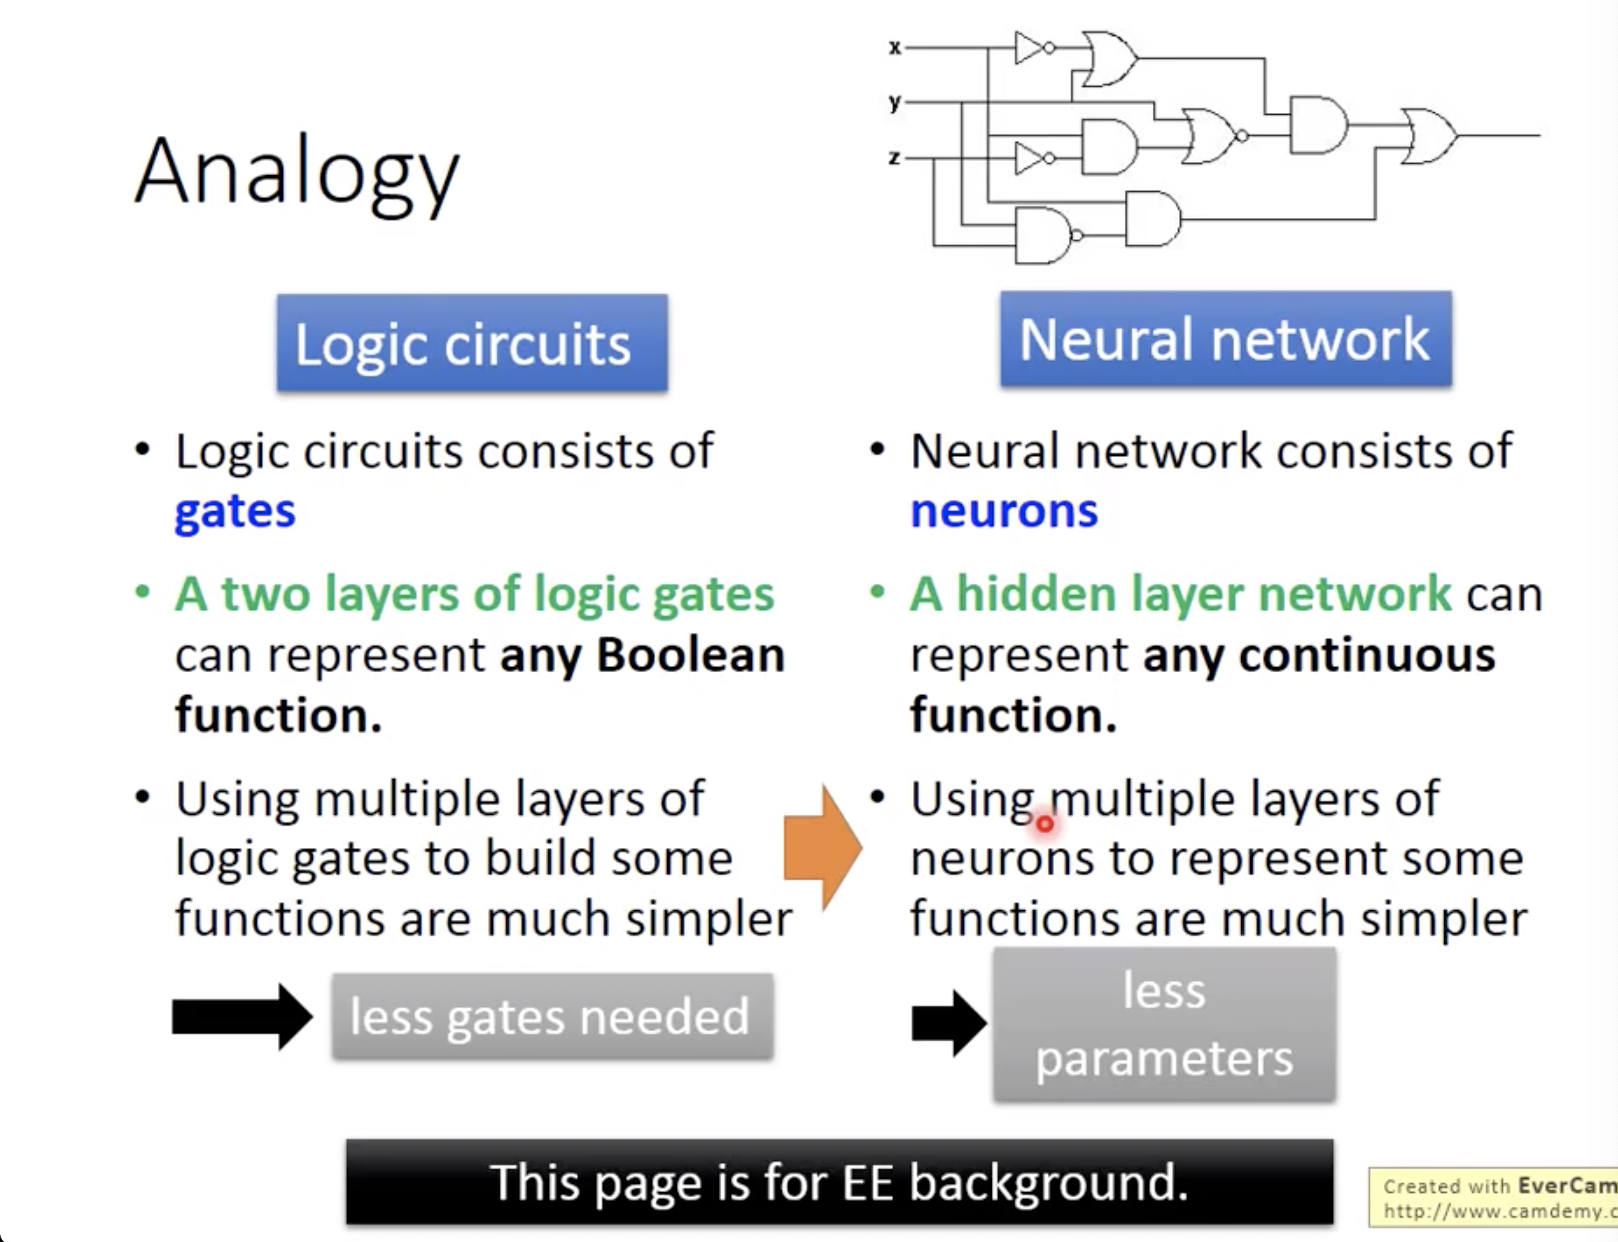 x
y
z
Analogy
Logic circuits
Neural network
• Logic circuits consists of
gates
• A two layers of logic gates
can represent any Boolean
function.
• Using multiple layers of
logic gates to build some
functions are much simpler
less gates needed
• Neural network consists of
neurons
• A hidden layer network can
represent any continuous
function.
• Using multiple layers of
neurons to represent some
functions are much simpler
less
parameters
This page is for EE background.
Created with EverCam
http://www.camdemy.c